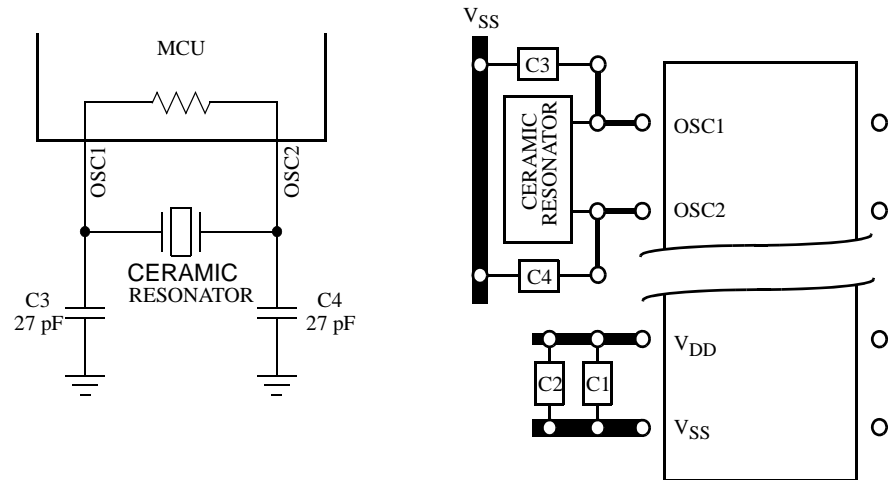 MCU
OSC1
OSC2
CERAMIC
RESONATOR
C3
27 pF
C4
27 pF
VSS
C3
CERAMIC
RESONATOR
C4
OSC1
OSC2
C2
C1
VDD
VSS